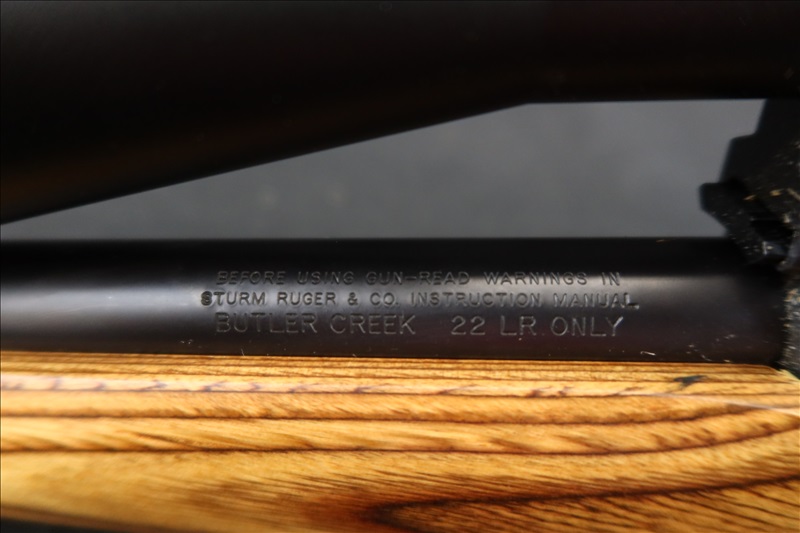 BEFORE USING GUN-READ WARNINGS IN
STURM RUGER & CO. INSTRUCTION MANUAL
BUTLER CREEK 22 LR ONLY